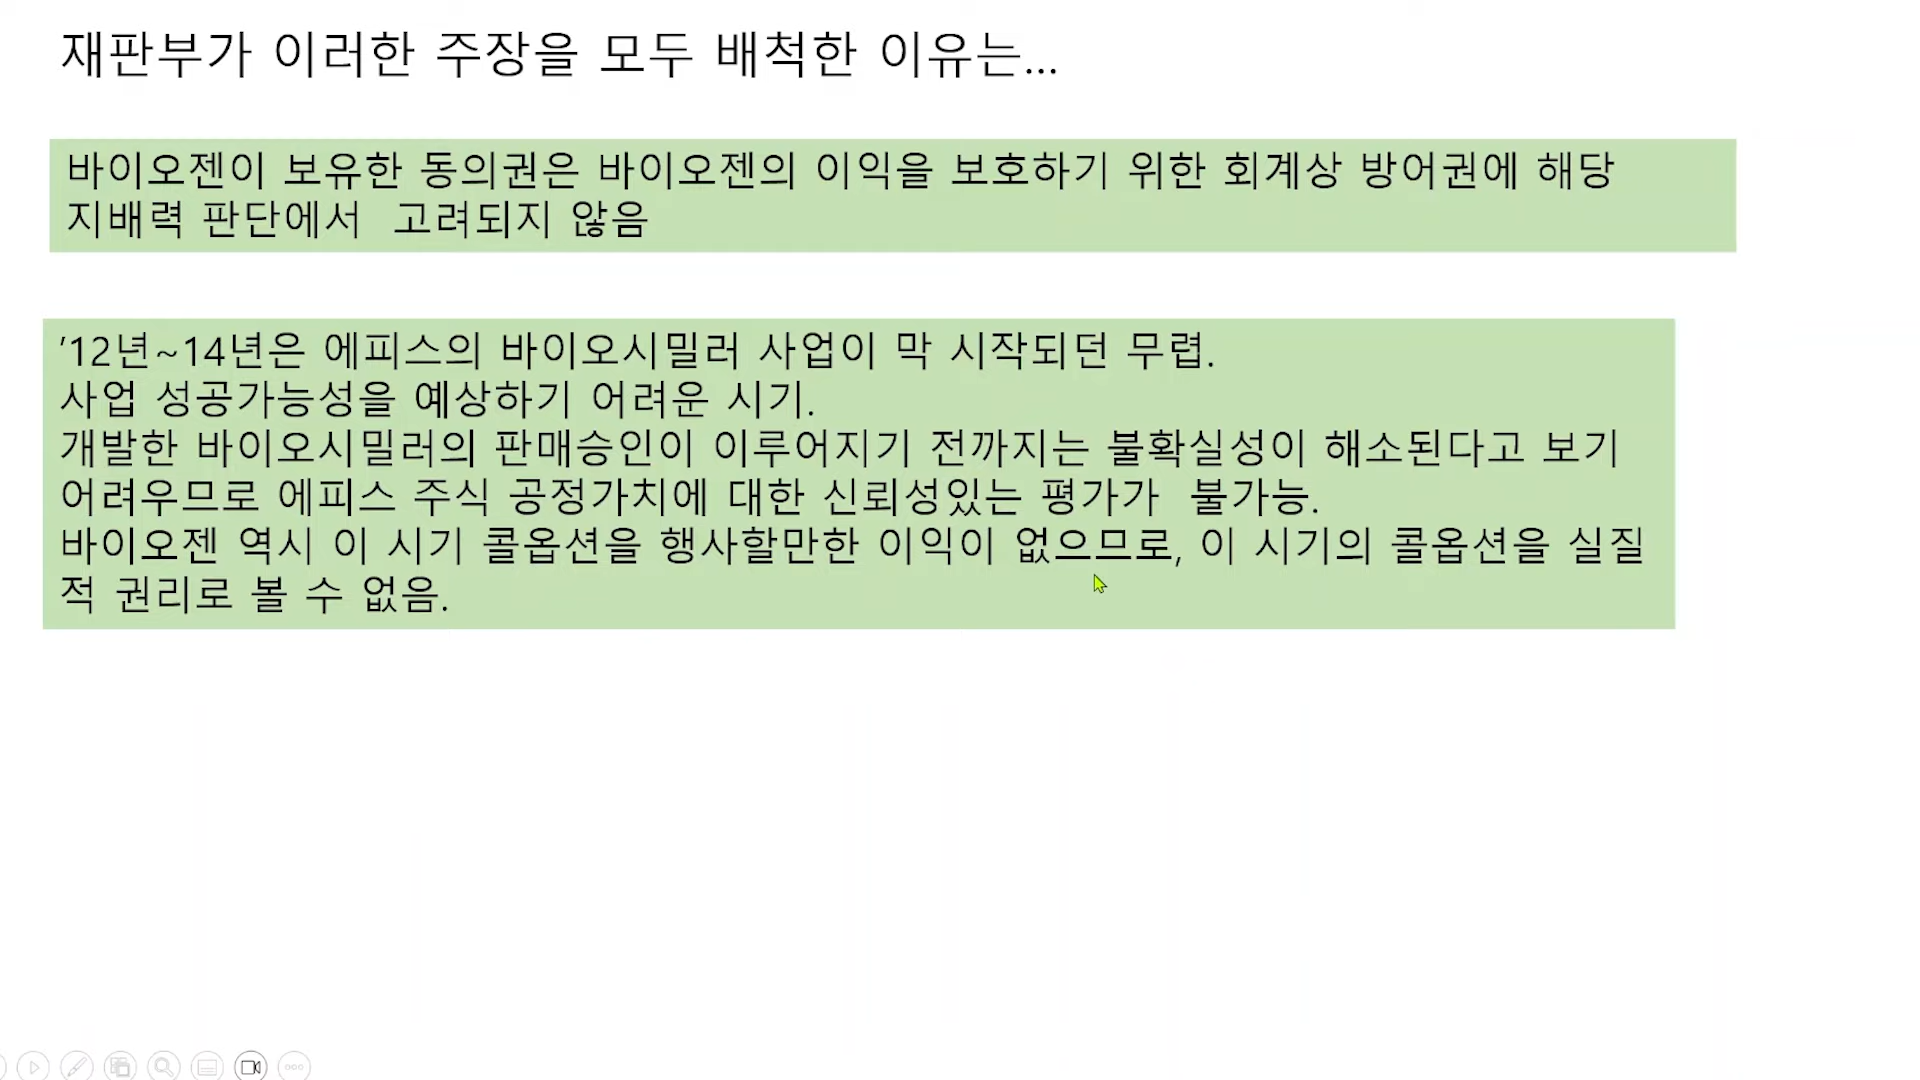 재판부가 이러한 주장을 모두 배척한 이유는...
바이오젠이 보유한 동의권은 바이오젠의 이익을 보호하기 위한 회계상 방어권에 해당
지배력 판단에서 고려되지 않음
’12년~14년은 에피스의 바이오시밀러 사업이 막 시작되던 무렵.
사업 성공가능성을 예상하기 어려운 시기.
개발한 바이오시밀러의 판매승인이 이루어지기 전까지는 불확실성이 해소된다고 보기
어려우므로 에피스 주식 공정가치에 대한 신뢰성있는 평가가 불가능.
바이오젠 역시 이 시기 콜옵션을 행사할만한 이익이 없으므로, 이 시기의 콜옵션을 실질
적 권리로 볼 수 없음.